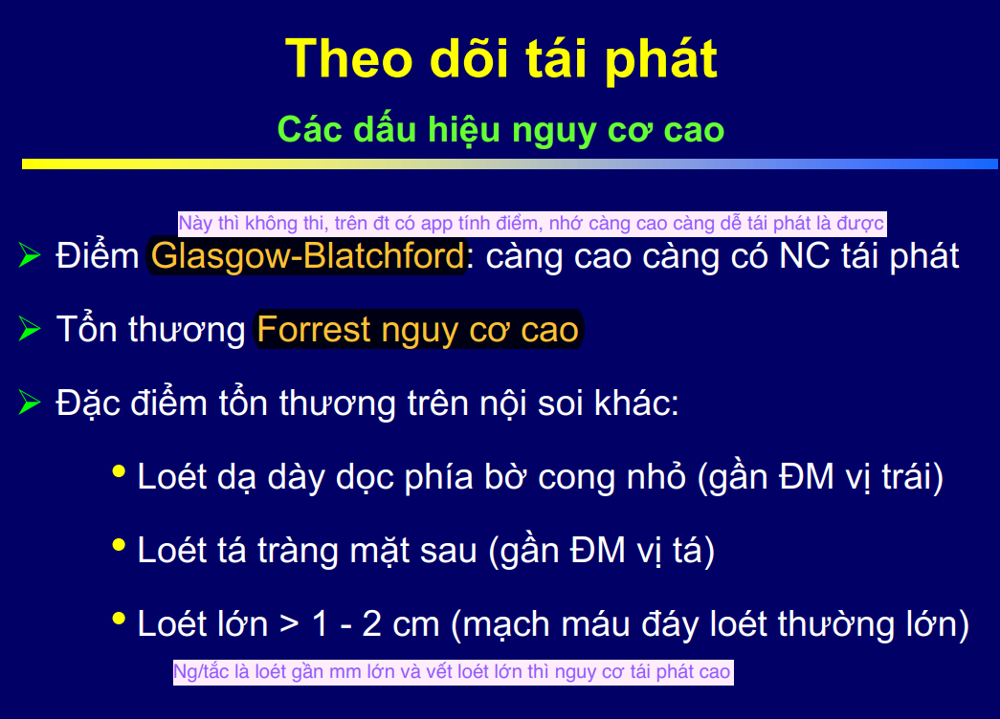 Theo dõi tái phát
Các dấu hiệu nguy cơ cao
Này thì không thi, trên đt có app tính điểm, nhớ càng cao càng dễ tái phát là được
Điểm Glasgow-Blatchford: càng cao càng có NC tái phát
Tổn thương Forrest nguy cơ cao
Đặc điểm tổn thương trên nội soi khác:
Loét dạ dày dọc phía bờ cong nhỏ (gần ĐM vị trái)
Loét tá tràng mặt sau (gần ĐM vị tá)
Loét lớn > 1 - 2 cm (mạch máu đáy loét thường lớn)
Ng/tắc là loét gần mm lớn và vết loét lớn thì nguy cơ tái phát cao